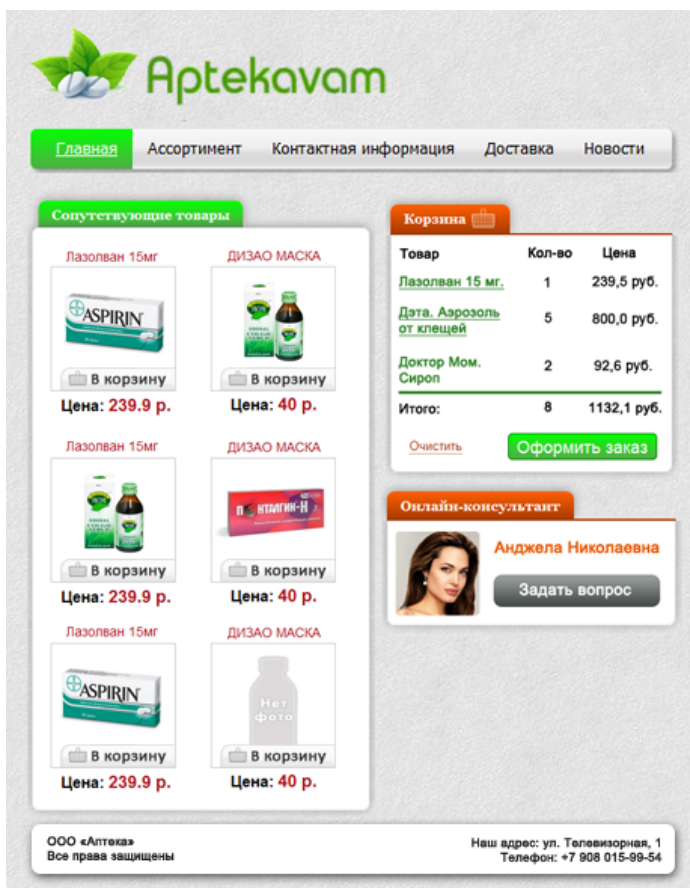 Aptekavam
Главная Ассортимент Контактная информация Доставка Новости
Сопутствующие товары
Лазолван 15мг ДИЗАО МАСКА
ASPIRIN
В корзину В корзину
Цена: 239.9 р. Цена: 40 р.
Лазолван 15мг ДИЗАО МАСКА
ПЕНТАЛГИН-Н
В корзину В корзину
Цена: 239.9 р. Цена: 40 р.
Лазолван 15мг ДИЗАО МАСКА
ASPIRIN
Нет
фото
В корзину В корзину
Цена: 239.9 р. Цена: 40 р.
Корзина
Товар Кол-во Цена
Лазолван 15 мг. 1 239,5 руб.
Дэта. Аэрозоль
от клещей 5 800,0 руб.
Доктор Мом.
Сироп 2 92,6 руб.
Итого: 8 1132,1 руб.
Очистить Оформить заказ
Онлайн-консультант
Анджела Николаевна
Задать вопрос
ООО «Аптека»
Все права защищены
Наш адрес: ул. Телевизорная, 1
Телефон: +7 908 015-99-54